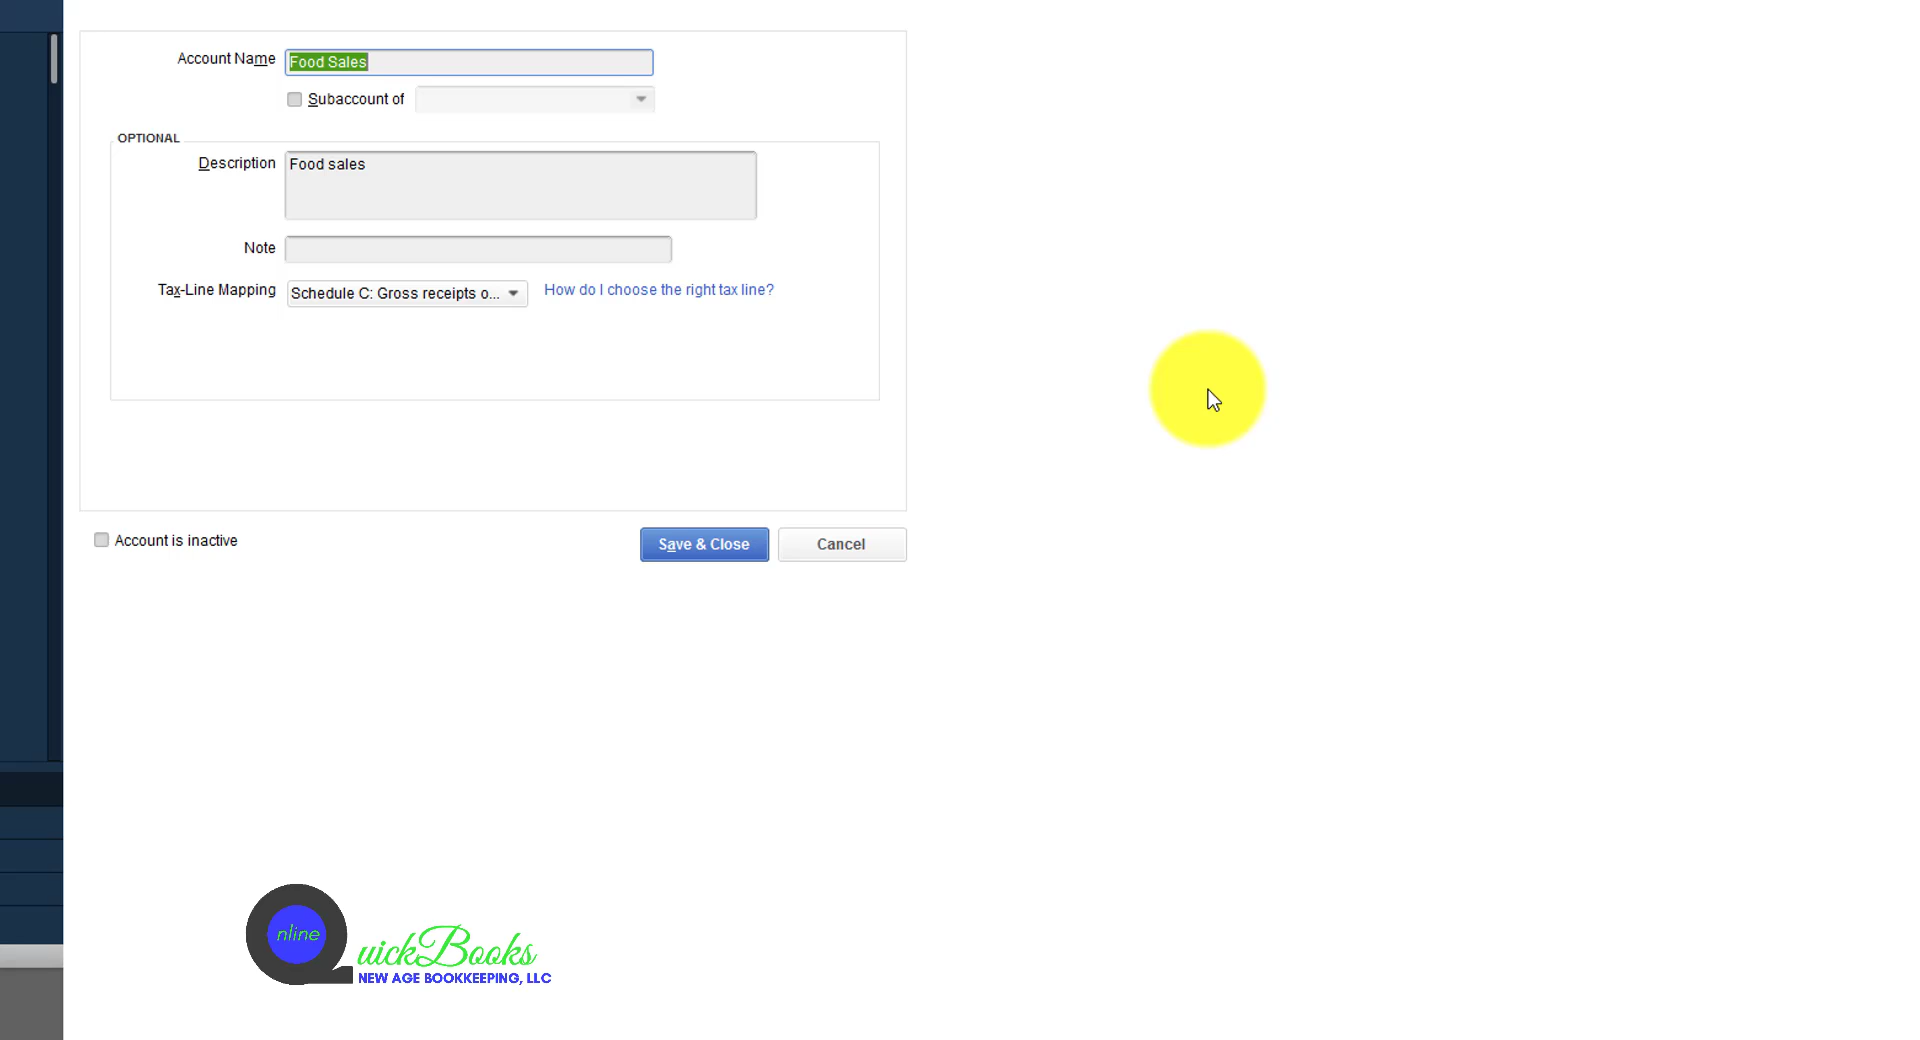 Account Name Food Sales
Subaccount of
OPTIONAL
Description Food sales
Note
Tax-Line Mapping Schedule C: Gross receipts o... How do I choose the right tax line?
Account is inactive Save & Close Cancel
nline
uickBooks
NEW AGE BOOKKEEPING, LLC